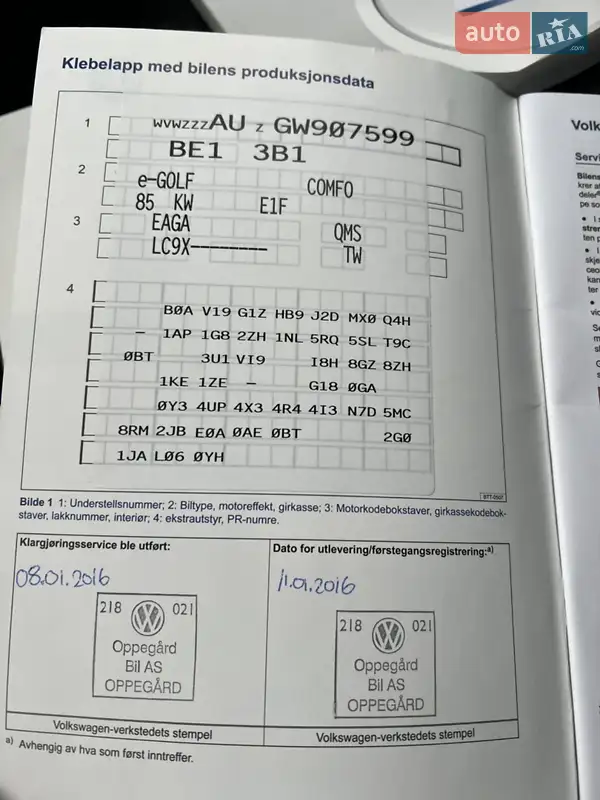 auto RIA.com
Klebelapp med bilens produksjonsdata
1 WVWZZZAU Z GW907599
BE1 3B1
2 e-GOLF COMFO
85 KW E1F
3 EAGA QMS
LC9X-------- TW
4
B0A V19 G1Z HB9 J2D MX0 Q4H
- 1AP 1G8 2ZH 1NL 5RQ 5SL T9C
0BT 3U1 VI9 I8H 8GZ 8ZH
1KE 1ZE - G18 0GA
0Y3 4UP 4X3 4R4 4I3 N7D 5MC
8RM 2JB E0A 0AE 0BT 2G0
1JA L06 0YH
Bilde 1 1: Understellsnummer; 2: Biltype, motoreffekt, girkasse; 3: Motorkodebokstaver, girkassekodebok-
staver, lakknummer, interiør; 4: ekstrautstyr, PR-numre.
Klargjøringsservice ble utført:
08.01.2016
218 021
Oppegård
Bil AS
OPPEGÅRD
Volkswagen-verkstedets stempel
Dato for utlevering/førstegangsregistrering:a)
11.01.2016
218 021
Oppegård
Bil AS
OPPEGÅRD
Volkswagen-verkstedets stempel
a) Avhengig av hva som først inntreffer.
Volk
Servi
Bilens